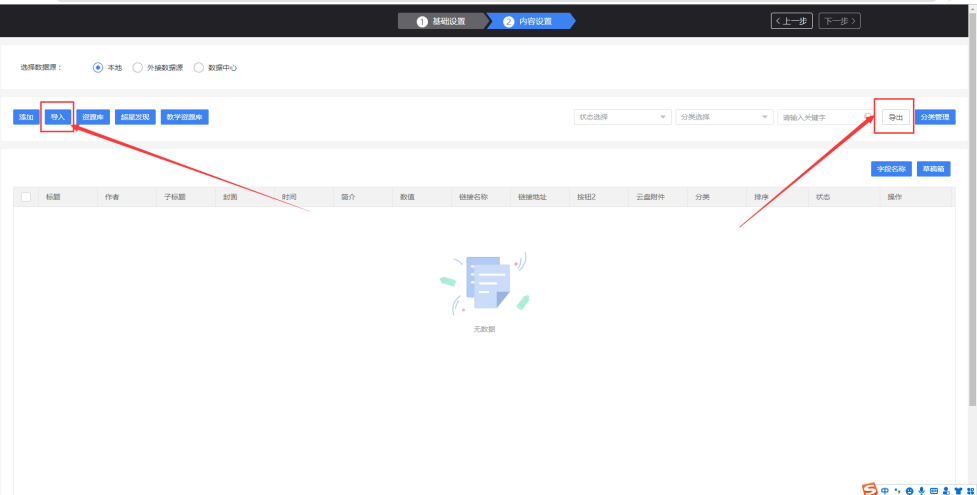 1 基础设置 2 内容设置 < 上一步 下一步 >
选择数据源： 本地 外接数据源 数据中心
添加 导入 资源库 超星发现 教学资源库 状态选择 分类选择 请输入关键字 导出 分类管理
字段名称 草稿箱
标题 作者 子标题 封面 时间 简介 数值 链接名称 链接地址 按钮2 云盘附件 分类 排序 状态 操作
无数据
中